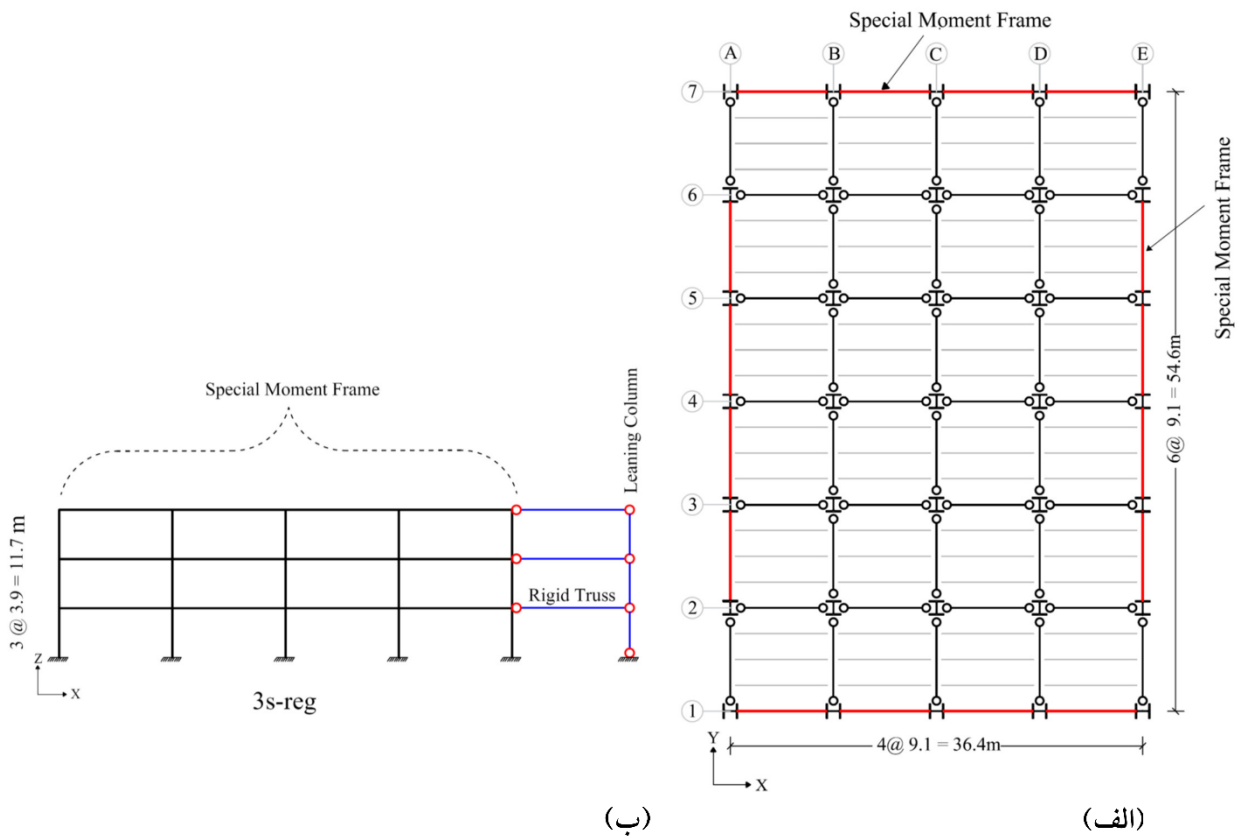 Special Moment Frame
A B C D E
7
6
5
4
3
2
1
Special Moment Frame
6@ 9.1 = 54.6m
4@ 9.1 = 36.4m
Y
X
(الف)
Special Moment Frame
Leaning Column
Rigid Truss
3 @ 3.9 = 11.7 m
Z
X
3s-reg
(ب)